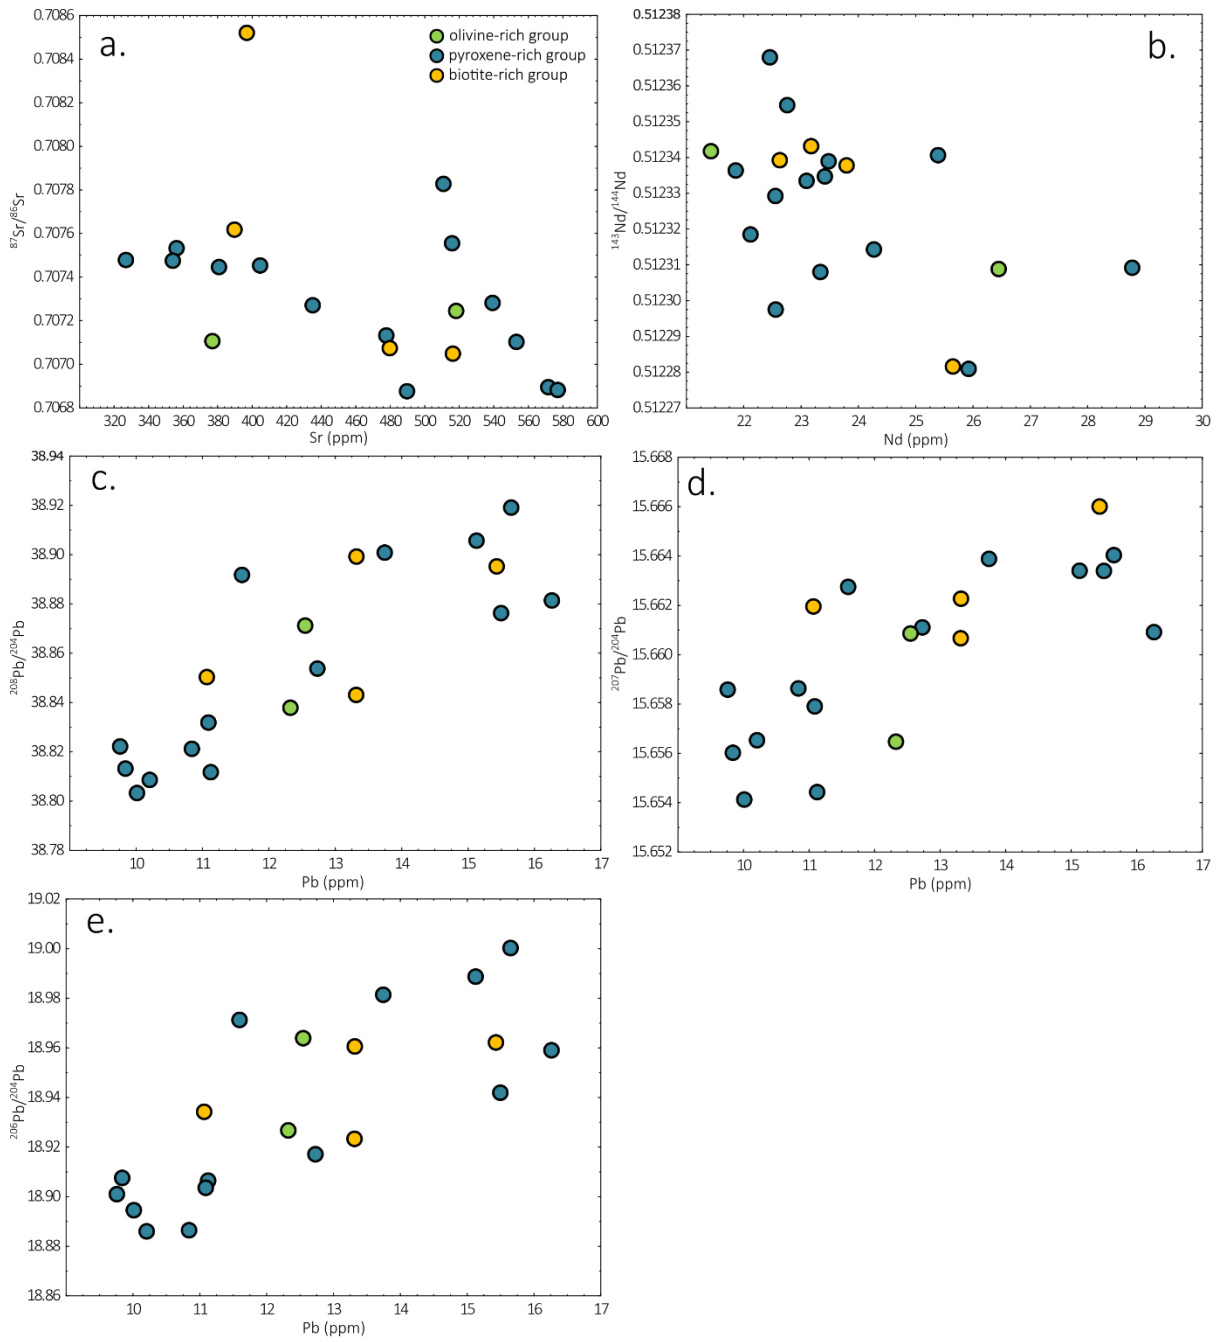 a.
olivine-rich group
pyroxene-rich group
biotite-rich group
0.7086
0.7084
0.7082
0.7080
0.7078
0.7076
0.7074
0.7072
0.7070
0.7068
⁸⁷Sr/⁸⁶Sr
320 340 360 380 400 420 440 460 480 500 520 540 560 580 600
Sr (ppm)
b.
0.51238
0.51237
0.51236
0.51235
0.51234
0.51233
0.51232
0.51231
0.51230
0.51229
0.51228
0.51227
¹⁴³Nd/¹⁴⁴Nd
22 23 24 25 26 27 28 29 30
Nd (ppm)
c.
38.94
38.92
38.90
38.88
38.86
38.84
38.82
38.80
38.78
²⁰⁸Pb/²⁰⁴Pb
10 11 12 13 14 15 16 17
Pb (ppm)
d.
15.668
15.666
15.664
15.662
15.660
15.658
15.656
15.654
15.652
²⁰⁷Pb/²⁰⁴Pb
10 11 12 13 14 15 16 17
Pb (ppm)
e.
19.02
19.00
18.98
18.96
18.94
18.92
18.90
18.88
18.86
²⁰⁶Pb/²⁰⁴Pb
10 11 12 13 14 15 16 17
Pb (ppm)